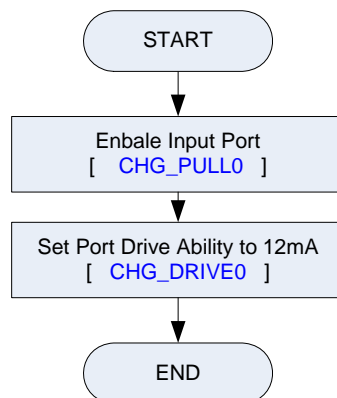 START
Enbale Input Port
[ CHG_PULL0 ]
Set Port Drive Ability to 12mA
[ CHG_DRIVE0 ]
END